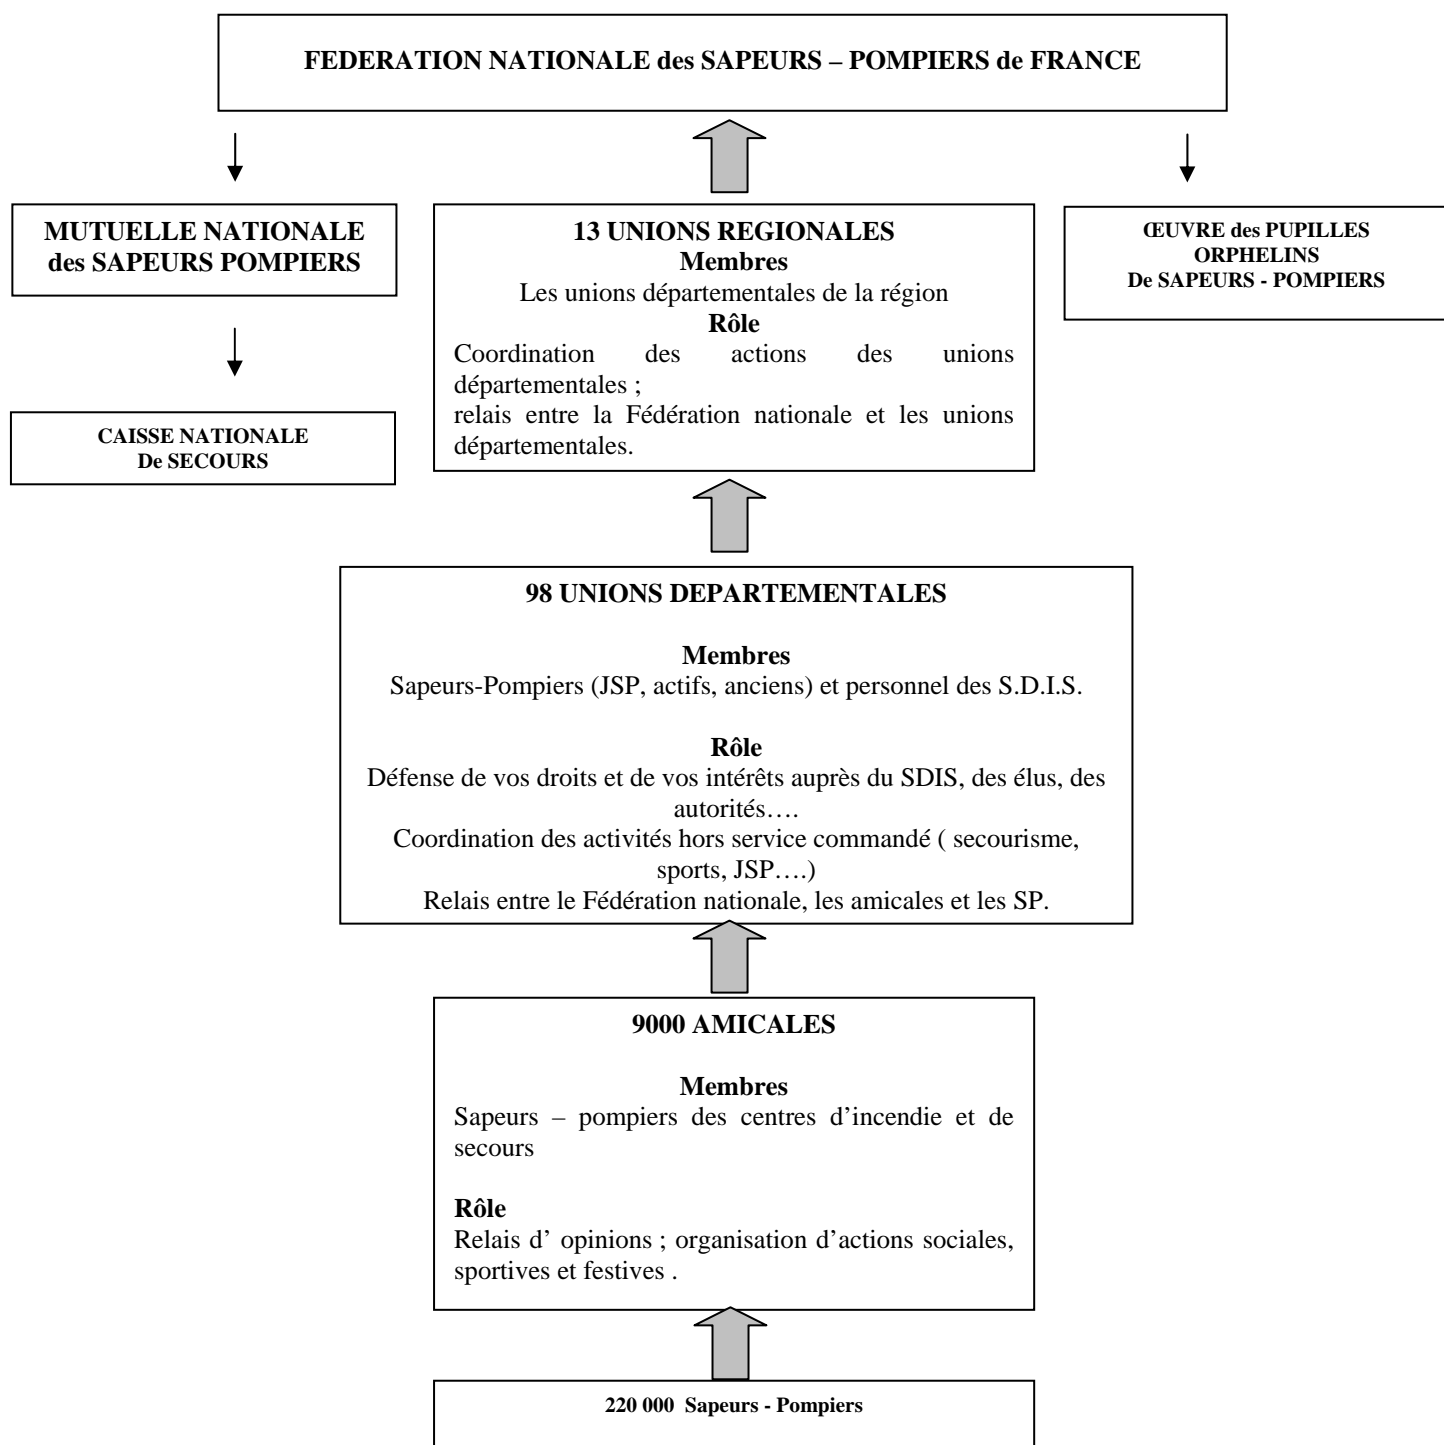 FEDERATION NATIONALE des SAPEURS – POMPIERS de FRANCE
MUTUELLE NATIONALE
des SAPEURS POMPIERS
13 UNIONS REGIONALES
Membres
Les unions départementales de la région
Rôle
Coordination des actions des unions
départementales ;
relais entre la Fédération nationale et les unions
départementales.
ŒUVRE des PUPILLES
ORPHELINS
De SAPEURS - POMPIERS
CAISSE NATIONALE
De SECOURS
98 UNIONS DEPARTEMENTALES
Membres
Sapeurs-Pompiers (JSP, actifs, anciens) et personnel des S.D.I.S.
Rôle
Défense de vos droits et de vos intérêts auprès du SDIS, des élus, des
autorités….
Coordination des activités hors service commandé ( secourisme,
sports, JSP….)
Relais entre le Fédération nationale, les amicales et les SP.
9000 AMICALES
Membres
Sapeurs – pompiers des centres d’incendie et de
secours
Rôle
Relais d’ opinions ; organisation d’actions sociales,
sportives et festives .
220 000  Sapeurs - Pompiers